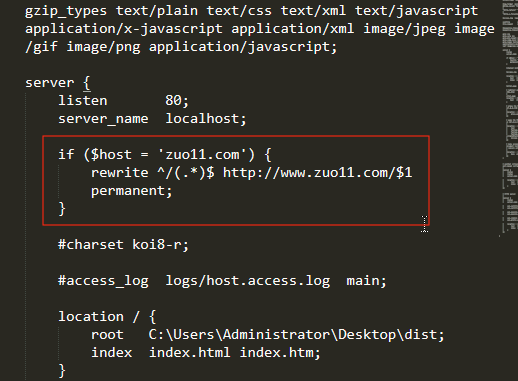 gzip_types text/plain text/css text/xml text/javascript
application/x-javascript application/xml image/jpeg image
/gif image/png application/javascript;
server {
listen 80;
server_name localhost;
if ($host = 'zuo11.com') {
rewrite ^/(.*)$ http://www.zuo11.com/$1
permanent;
}
#charset koi8-r;
#access_log logs/host.access.log main;
location / {
root C:\Users\Administrator\Desktop\dist;
index index.html index.htm;
}